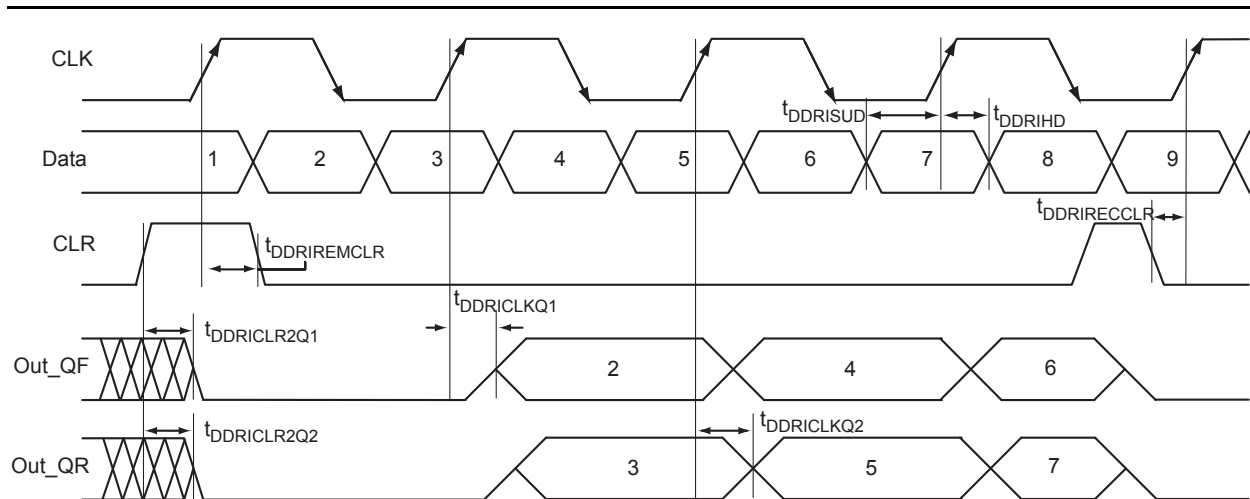 CLK
tDDRISUD tDDRIHD
Data 1 2 3 4 5 6 7 8 9
tDDRIRECCLR
CLR tDDRIREMCLR
tDDRICLKQ1
tDDRICLR2Q1
Out_QF 2 4 6
tDDRICLR2Q2 tDDRICLKQ2
Out_QR 3 5 7